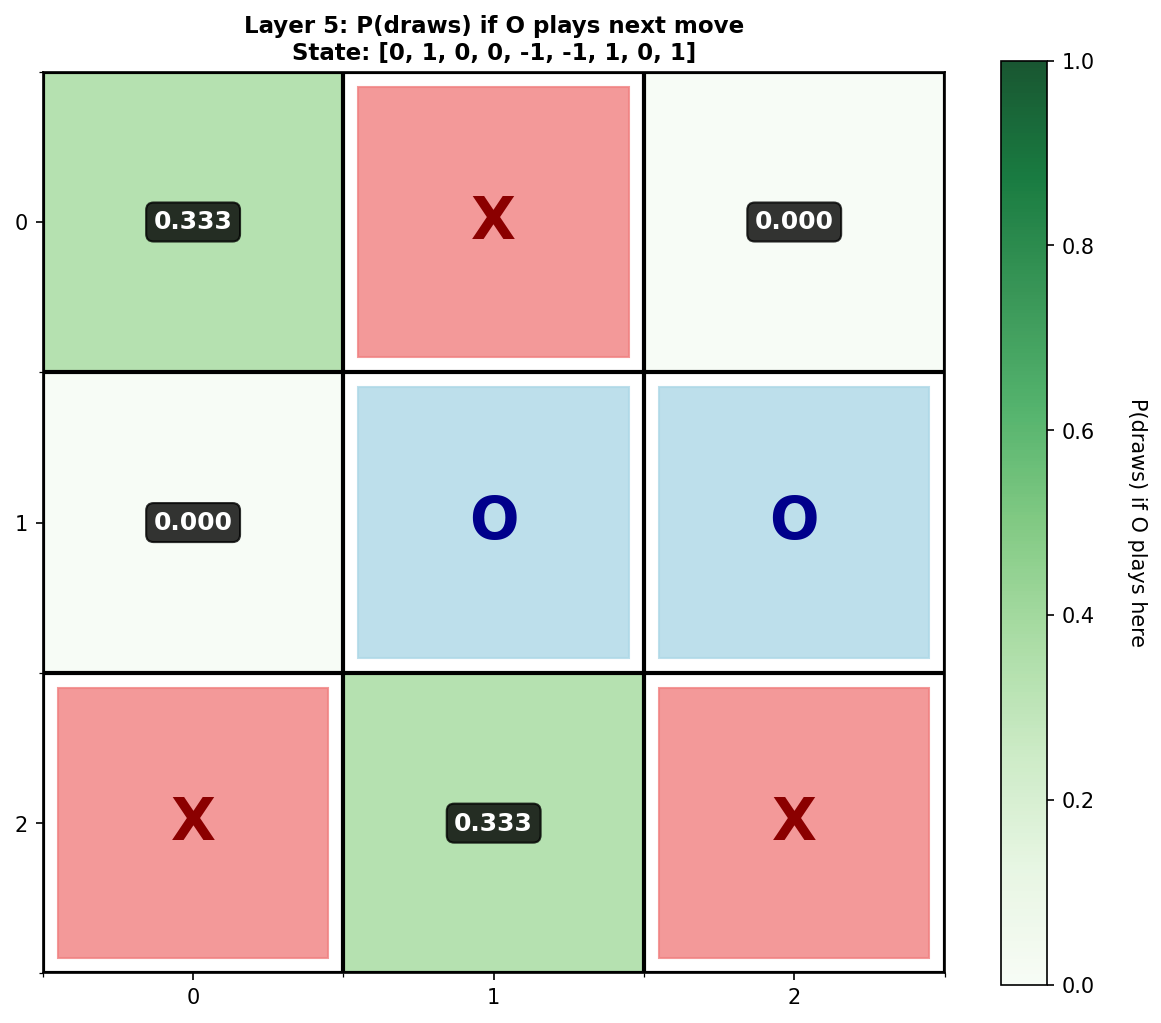 Layer 5: P(draws) if O plays next move
State: [0, 1, 0, 0, -1, -1, 1, 0, 1]
0.333
X
0.000
0.000
O
O
X
0.333
X
0
1
2
0
1
2
1.0
0.8
0.6
0.4
0.2
0.0
P(draws) if O plays here